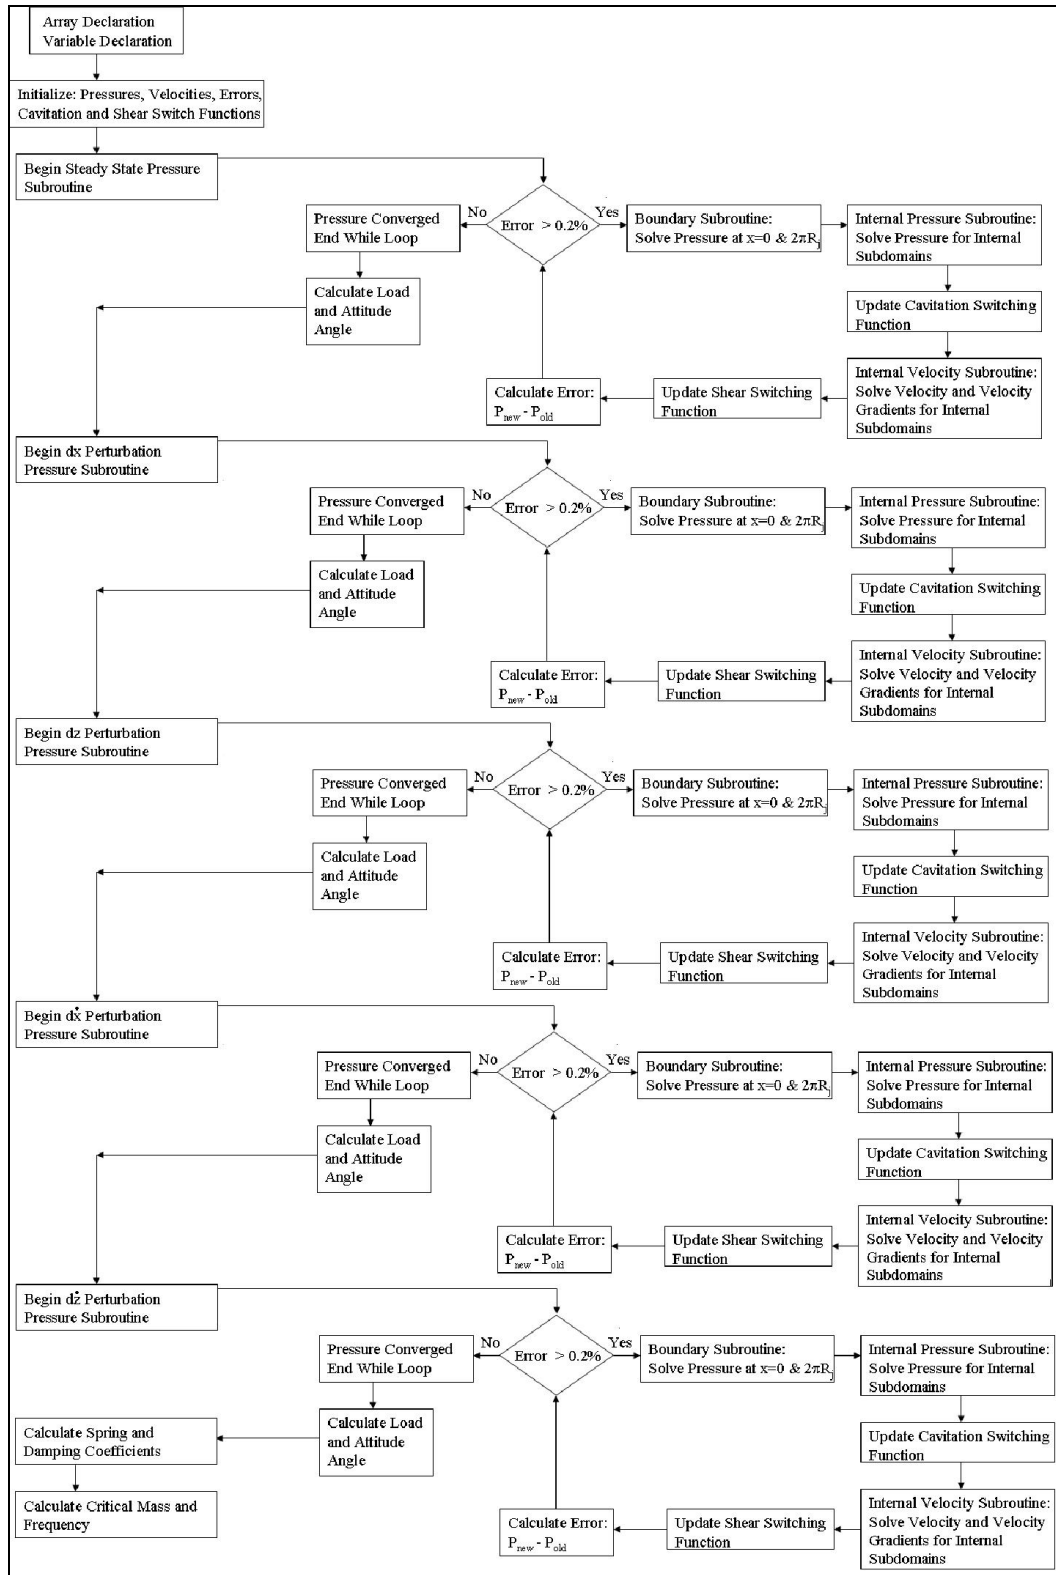 Array Declaration
Variable Declaration
Initialize: Pressures, Velocities, Errors,
Cavitation and Shear Switch Functions
Begin Steady State Pressure
Subroutine
Error > 0.2%
No
Yes
Pressure Converged
End While Loop
Calculate Load
and Attitude
Angle
Boundary Subroutine:
Solve Pressure at x=0 & 2πRj
Internal Pressure Subroutine:
Solve Pressure for Internal
Subdomains
Update Cavitation Switching
Function
Internal Velocity Subroutine:
Solve Velocity and Velocity
Gradients for Internal
Subdomains
Update Shear Switching
Function
Calculate Error:
Pnew - Pold
Begin dx Perturbation
Pressure Subroutine
Error > 0.2%
No
Yes
Pressure Converged
End While Loop
Calculate Load
and Attitude
Angle
Boundary Subroutine:
Solve Pressure at x=0 & 2πRj
Internal Pressure Subroutine:
Solve Pressure for Internal
Subdomains
Update Cavitation Switching
Function
Internal Velocity Subroutine:
Solve Velocity and Velocity
Gradients for Internal
Subdomains
Update Shear Switching
Function
Calculate Error:
Pnew - Pold
Begin dz Perturbation
Pressure Subroutine
Error > 0.2%
No
Yes
Pressure Converged
End While Loop
Calculate Load
and Attitude
Angle
Boundary Subroutine:
Solve Pressure at x=0 & 2πRj
Internal Pressure Subroutine:
Solve Pressure for Internal
Subdomains
Update Cavitation Switching
Function
Internal Velocity Subroutine:
Solve Velocity and Velocity
Gradients for Internal
Subdomains
Update Shear Switching
Function
Calculate Error:
Pnew - Pold
Begin dẋ Perturbation
Pressure Subroutine
Error > 0.2%
No
Yes
Pressure Converged
End While Loop
Calculate Load
and Attitude
Angle
Boundary Subroutine:
Solve Pressure at x=0 & 2πRj
Internal Pressure Subroutine:
Solve Pressure for Internal
Subdomains
Update Cavitation Switching
Function
Internal Velocity Subroutine:
Solve Velocity and Velocity
Gradients for Internal
Subdomains
Update Shear Switching
Function
Calculate Error:
Pnew - Pold
Begin dż Perturbation
Pressure Subroutine
Error > 0.2%
No
Yes
Pressure Converged
End While Loop
Calculate Load
and Attitude
Angle
Boundary Subroutine:
Solve Pressure at x=0 & 2πRj
Internal Pressure Subroutine:
Solve Pressure for Internal
Subdomains
Update Cavitation Switching
Function
Internal Velocity Subroutine:
Solve Velocity and Velocity
Gradients for Internal
Subdomains
Update Shear Switching
Function
Calculate Error:
Pnew - Pold
Calculate Spring and
Damping Coefficients
Calculate Critical Mass and
Frequency